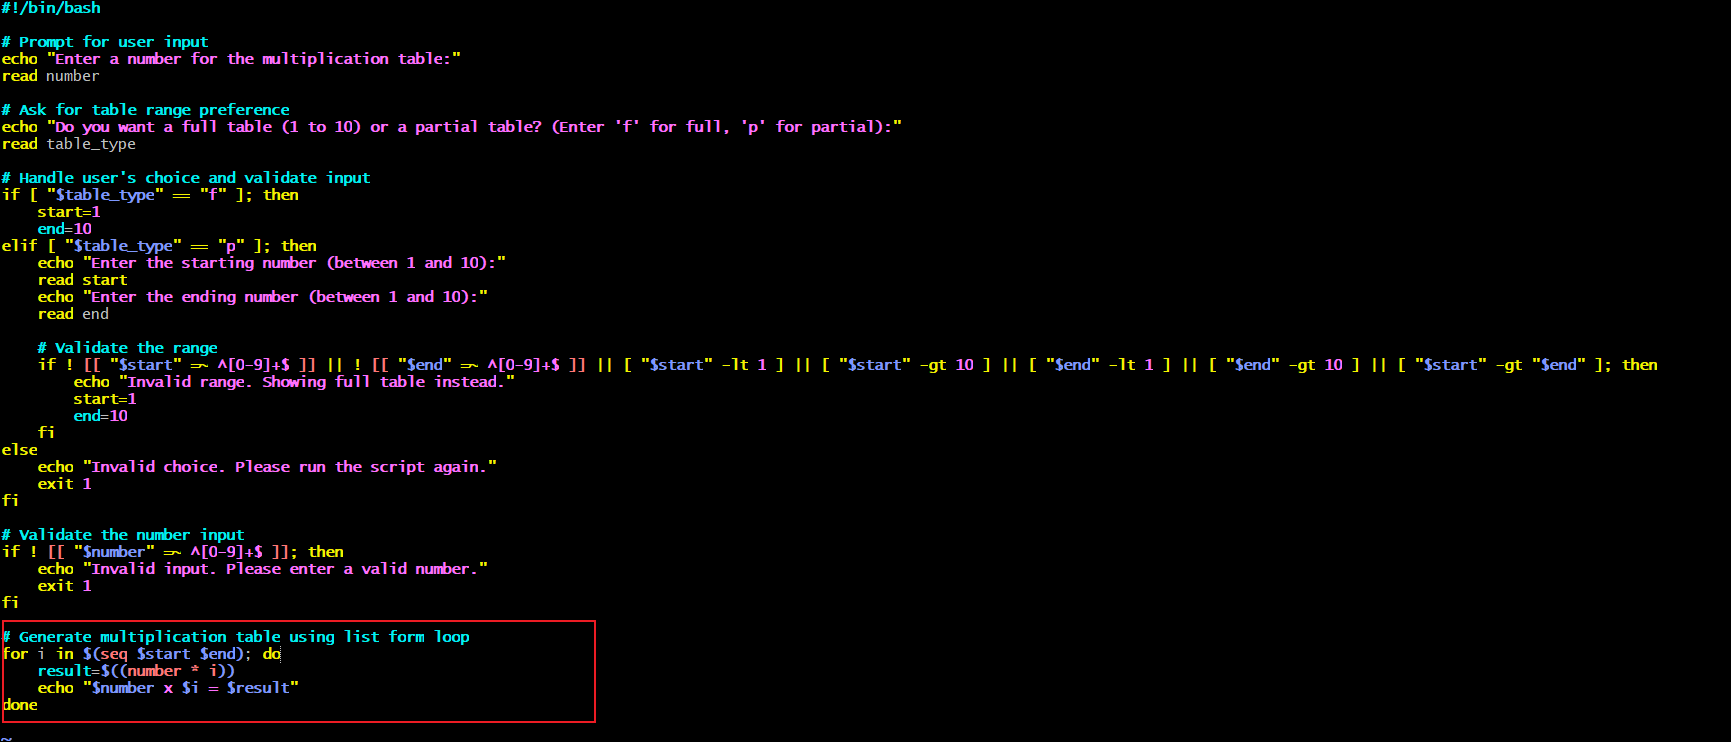 #!/bin/bash
# Prompt for user input
echo "Enter a number for the multiplication table:"
read number
# Ask for table range preference
echo "Do you want a full table (1 to 10) or a partial table? (Enter 'f' for full, 'p' for partial):"
read table_type
# Handle user's choice and validate input
if [ "$table_type" == "f" ]; then
    start=1
    end=10
elif [ "$table_type" == "p" ]; then
    echo "Enter the starting number (between 1 and 10):"
    read start
    echo "Enter the ending number (between 1 and 10):"
    read end
    # Validate the range
    if ! [[ "$start" =~ ^[0-9]+$ ]] || ! [[ "$end" =~ ^[0-9]+$ ]] || [ "$start" -lt 1 ] || [ "$start" -gt 10 ] || [ "$end" -lt 1 ] || [ "$end" -gt 10 ] || [ "$start" -gt "$end" ]; then
        echo "Invalid range. Showing full table instead."
        start=1
        end=10
    fi
else
    echo "Invalid choice. Please run the script again."
    exit 1
fi
# Validate the number input
if ! [[ "$number" =~ ^[0-9]+$ ]]; then
    echo "Invalid input. Please enter a valid number."
    exit 1
fi
# Generate multiplication table using list form loop
for i in $(seq $start $end); do
    result=$((number * i))
    echo "$number x $i = $result"
done
~